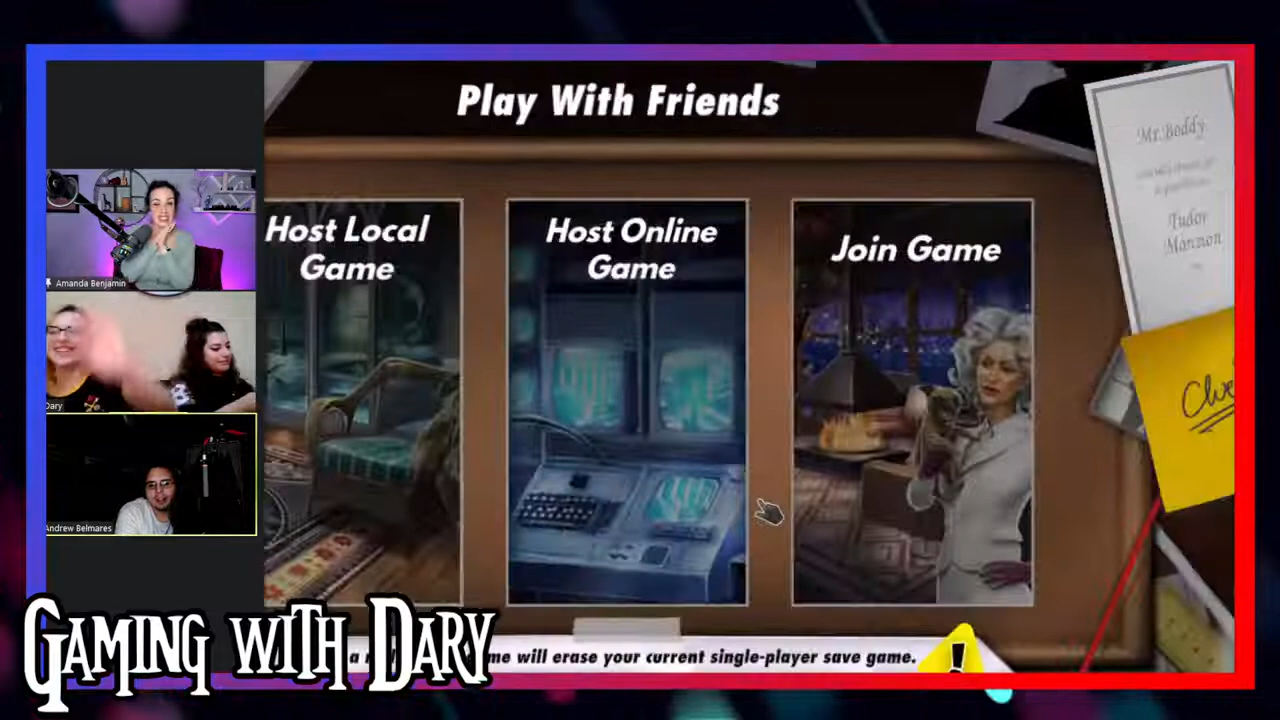 Play With Friends
Host Local
Game
Host Online
Game
Join Game
Mr. Boddy
Tudor
Mansion
Amanda Benjamin
Dary
Andrew Belmares
GAMING WITH DARY
will erase your current single-player save game.
!